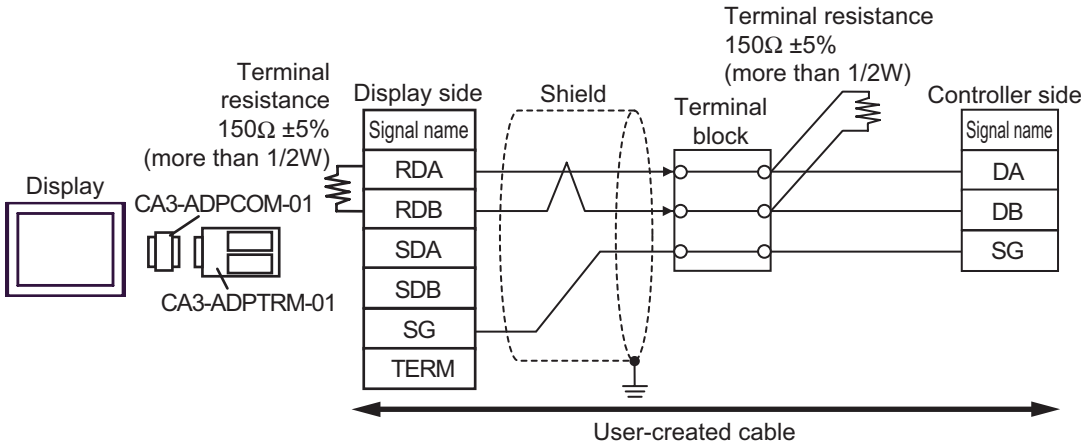 Terminal resistance
150Ω ±5%
(more than 1/2W)
Terminal
resistance
150Ω ±5%
(more than 1/2W)
Display side
Shield
Terminal
block
Controller side
Signal name
Signal name
RDA
DA
Display
CA3-ADPCOM-01
RDB
DB
SDA
SG
CA3-ADPTRM-01
SDB
SG
TERM
User-created cable